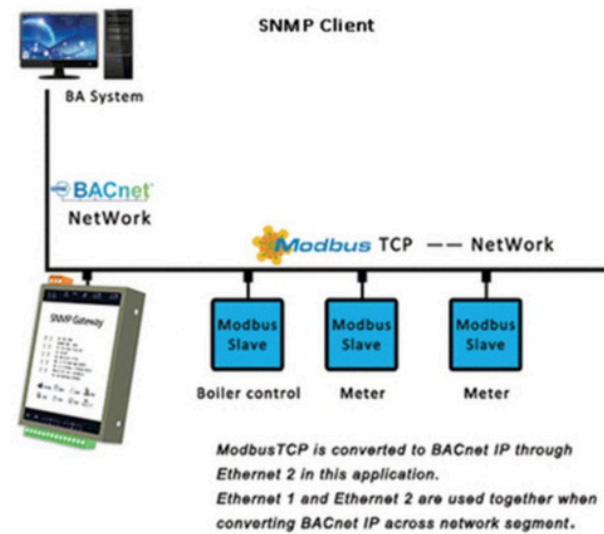 SNMP Client
BA System
BACnet
NetWork
Modbus TCP —— NetWork
SNMP Gateway
Modbus Slave
Modbus Slave
Modbus Slave
Boiler control
Meter
Meter
ModbusTCP is converted to BACnet IP through
Ethernet 2 in this application.
Ethernet 1 and Ethernet 2 are used together when
converting BACnet IP across network segment.